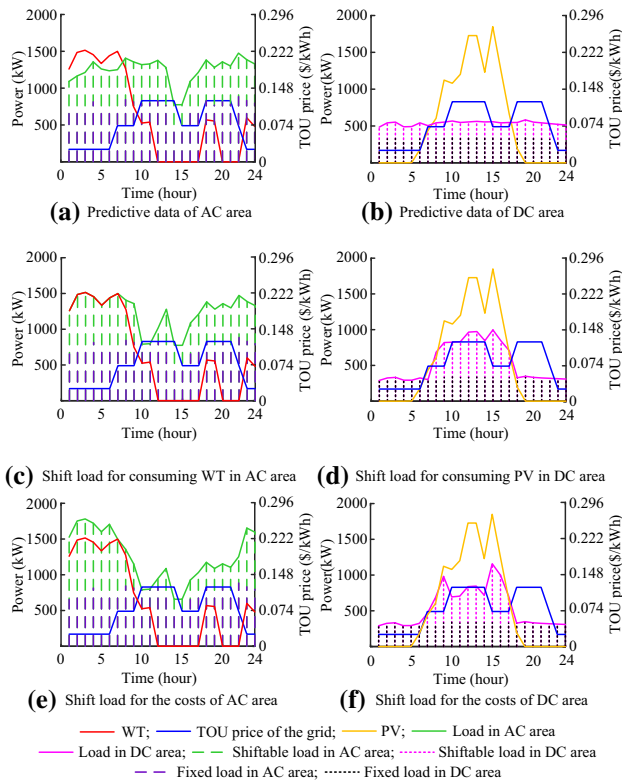 2000
1500
1000
500
Power (kW)
0.296
0.222
0.148
0.074
0
TOU price($/kWh)
0 5 10 15 20 24
Time (hour)
(a) Predictive data of AC area
2000
1500
1000
500
Power (kW)
0.296
0.222
0.148
0.074
0
TOU price($/kWh)
0 5 10 15 20 24
Time (hour)
(b) Predictive data of DC area
2000
1500
1000
500
Power (kW)
0.296
0.222
0.148
0.074
0
TOU price($/kWh)
0 5 10 15 20 24
Time (hour)
(c) Shift load for consuming WT in AC area
2000
1500
1000
500
Power(kW)
0.296
0.222
0.148
0.074
0
TOU price($/kWh)
0 5 10 15 20 24
Time (hour)
(d) Shift load for consuming PV in DC area
2000
1500
1000
500
Power (kW)
0.296
0.222
0.148
0.074
0
TOU price($/kWh)
0 5 10 15 20 24
Time (hour)
(e) Shift load for the costs of AC area
2000
1500
1000
500
Power (kW)
0.296
0.222
0.148
0.074
0
TOU price($/kWh)
0 5 10 15 20 24
Time (hour)
(f) Shift load for the costs of DC area
WT; TOU price of the grid; PV; Load in AC area
Load in DC area; Shiftable load in AC area; Shiftable load in DC area
Fixed load in AC area; Fixed load in DC area